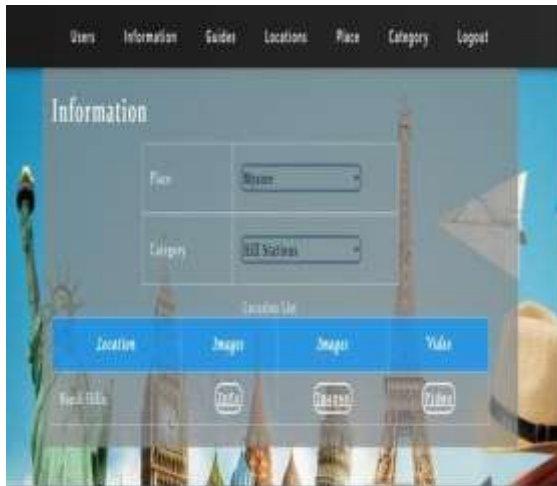 Users Information Guides Locations Place Category Logout
Information
Place Mysore
Category Hill Stations
Location List
Location Images Images Video
Hills Info Images Video